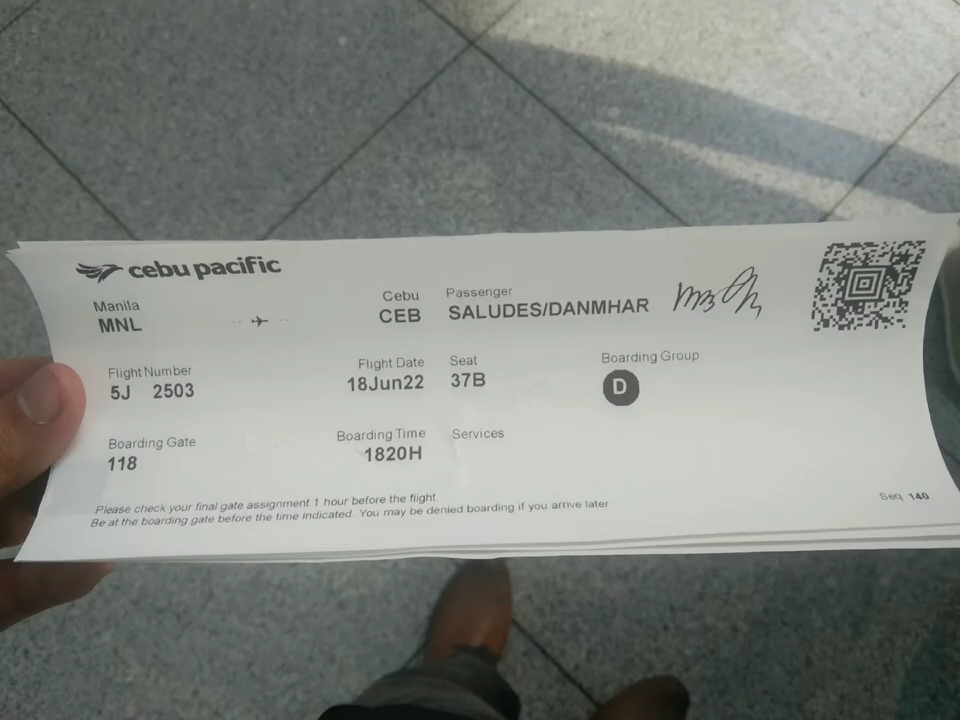 cebu pacific
Manila Cebu Passenger
MNL CEB SALUDES/DANMHAR
Flight Number Flight Date Seat Boarding Group
5J 2503 18Jun22 37B D
Boarding Gate Boarding Time Services
118 1820H
Please check your final gate assignment 1 hour before the flight.
Be at the boarding gate before the time indicated. You may be denied boarding if you arrive later.
Seq 140